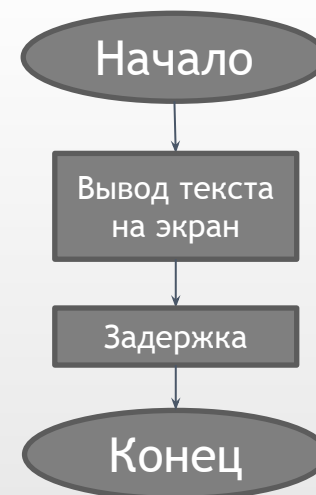 Начало
Вывод текста
на экран
Задержка
Конец